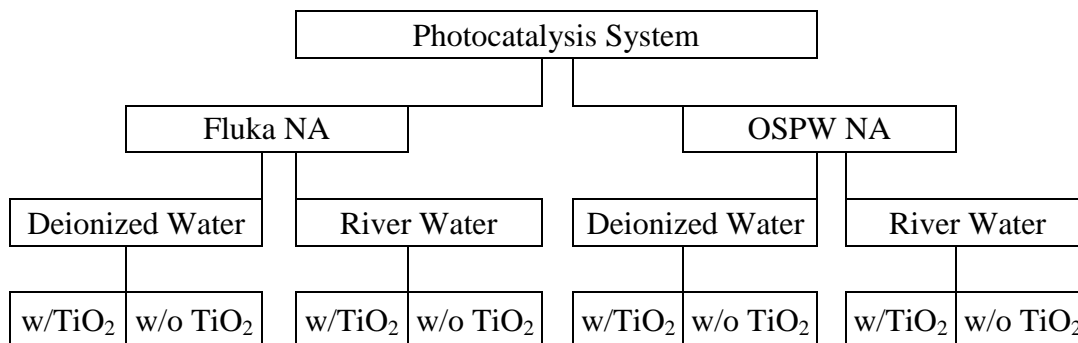 Photocatalysis System
Fluka NA
OSPW NA
Deionized Water
River Water
Deionized Water
River Water
w/TiO₂
w/o TiO₂
w/TiO₂
w/o TiO₂
w/TiO₂
w/o TiO₂
w/TiO₂
w/o TiO₂